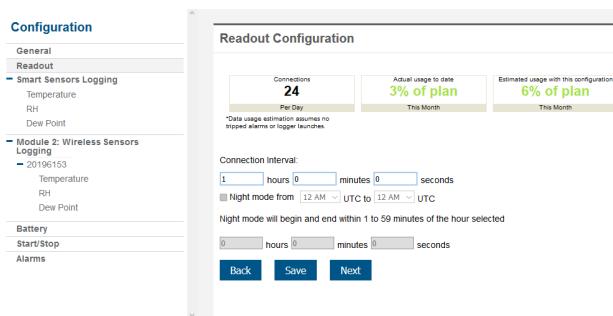 Configuration
General
Readout
Smart Sensors Logging
Temperature
RH
Dew Point
Module 2: Wireless Sensors
Logging
20196153
Temperature
RH
Dew Point
Battery
Start/Stop
Alarms
Readout Configuration
Connections
24
Per Day
Actual usage to date
3% of plan
This Month
Estimated usage with this configuration
6% of plan
This Month
*Data usage estimation assumes no
tripped alarms or logger launches.
Connection Interval:
1 hours 0 minutes 0 seconds
Night mode from 12 AM UTC to 12 AM UTC
Night mode will begin and end within 1 to 59 minutes of the hour selected
0 hours 0 minutes 0 seconds
Back Save Next